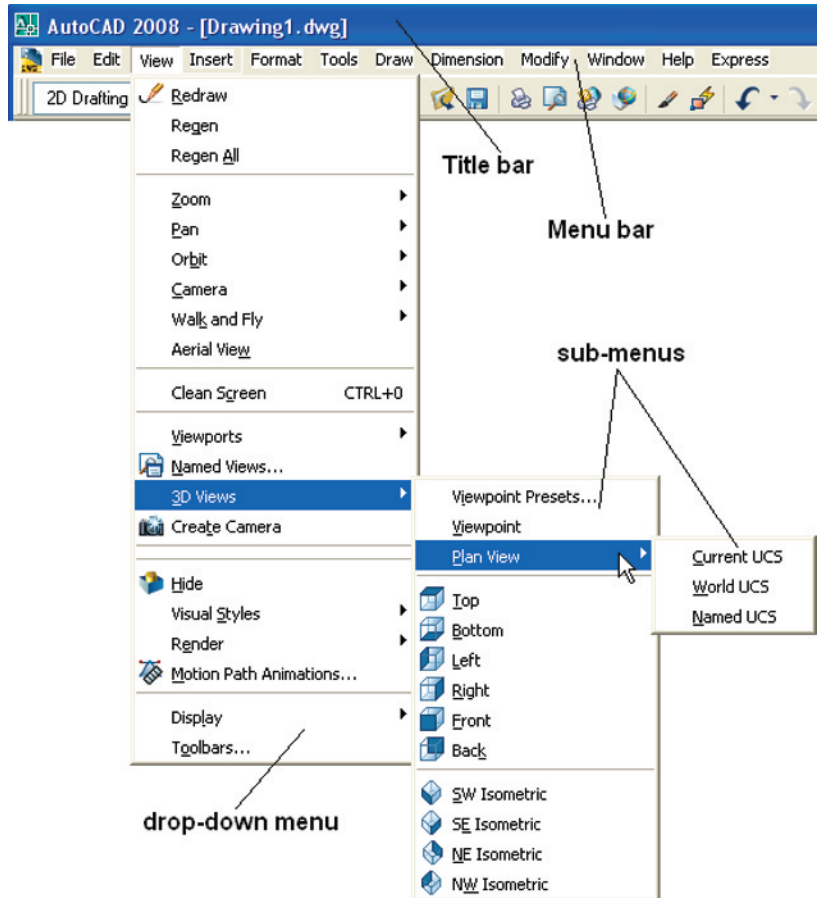 AutoCAD 2008 - [Drawing1.dwg]
File Edit View Insert Format Tools Draw Dimension Modify Window Help Express
2D Drafting
Redraw
Regen
Regen All
Title bar
Zoom
Pan
Menu bar
Orbit
Camera
Walk and Fly
Aerial View
sub-menus
Clean Screen CTRL+0
Viewports
Named Views...
3D Views
Create Camera
Hide
Visual Styles
Render
Motion Path Animations...
Display
Toolbars...
drop-down menu
Viewpoint Presets...
Viewpoint
Plan View
Top
Bottom
Left
Right
Front
Back
SW Isometric
SE Isometric
NE Isometric
NW Isometric
Current UCS
World UCS
Named UCS